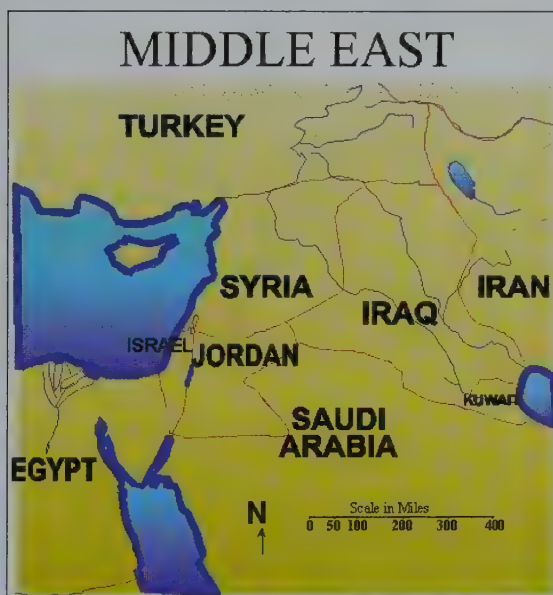 MIDDLE EAST
TURKEY
SYRIA
IRAQ
IRAN
ISRAEL
JORDAN
KUWAIT
SAUDI
ARABIA
EGYPT
N
Scale in Miles
0 50 100 200 300 400